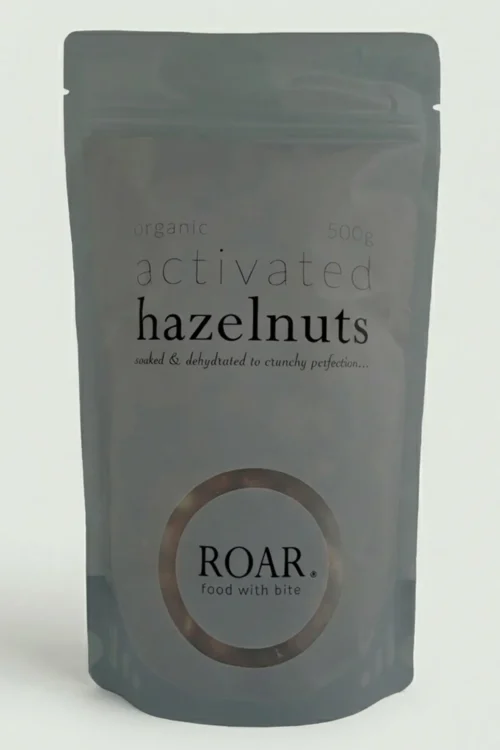 organic 500g
activated
hazelnuts
soaked & dehydrated to crunchy perfection...
ROAR®
food with bite